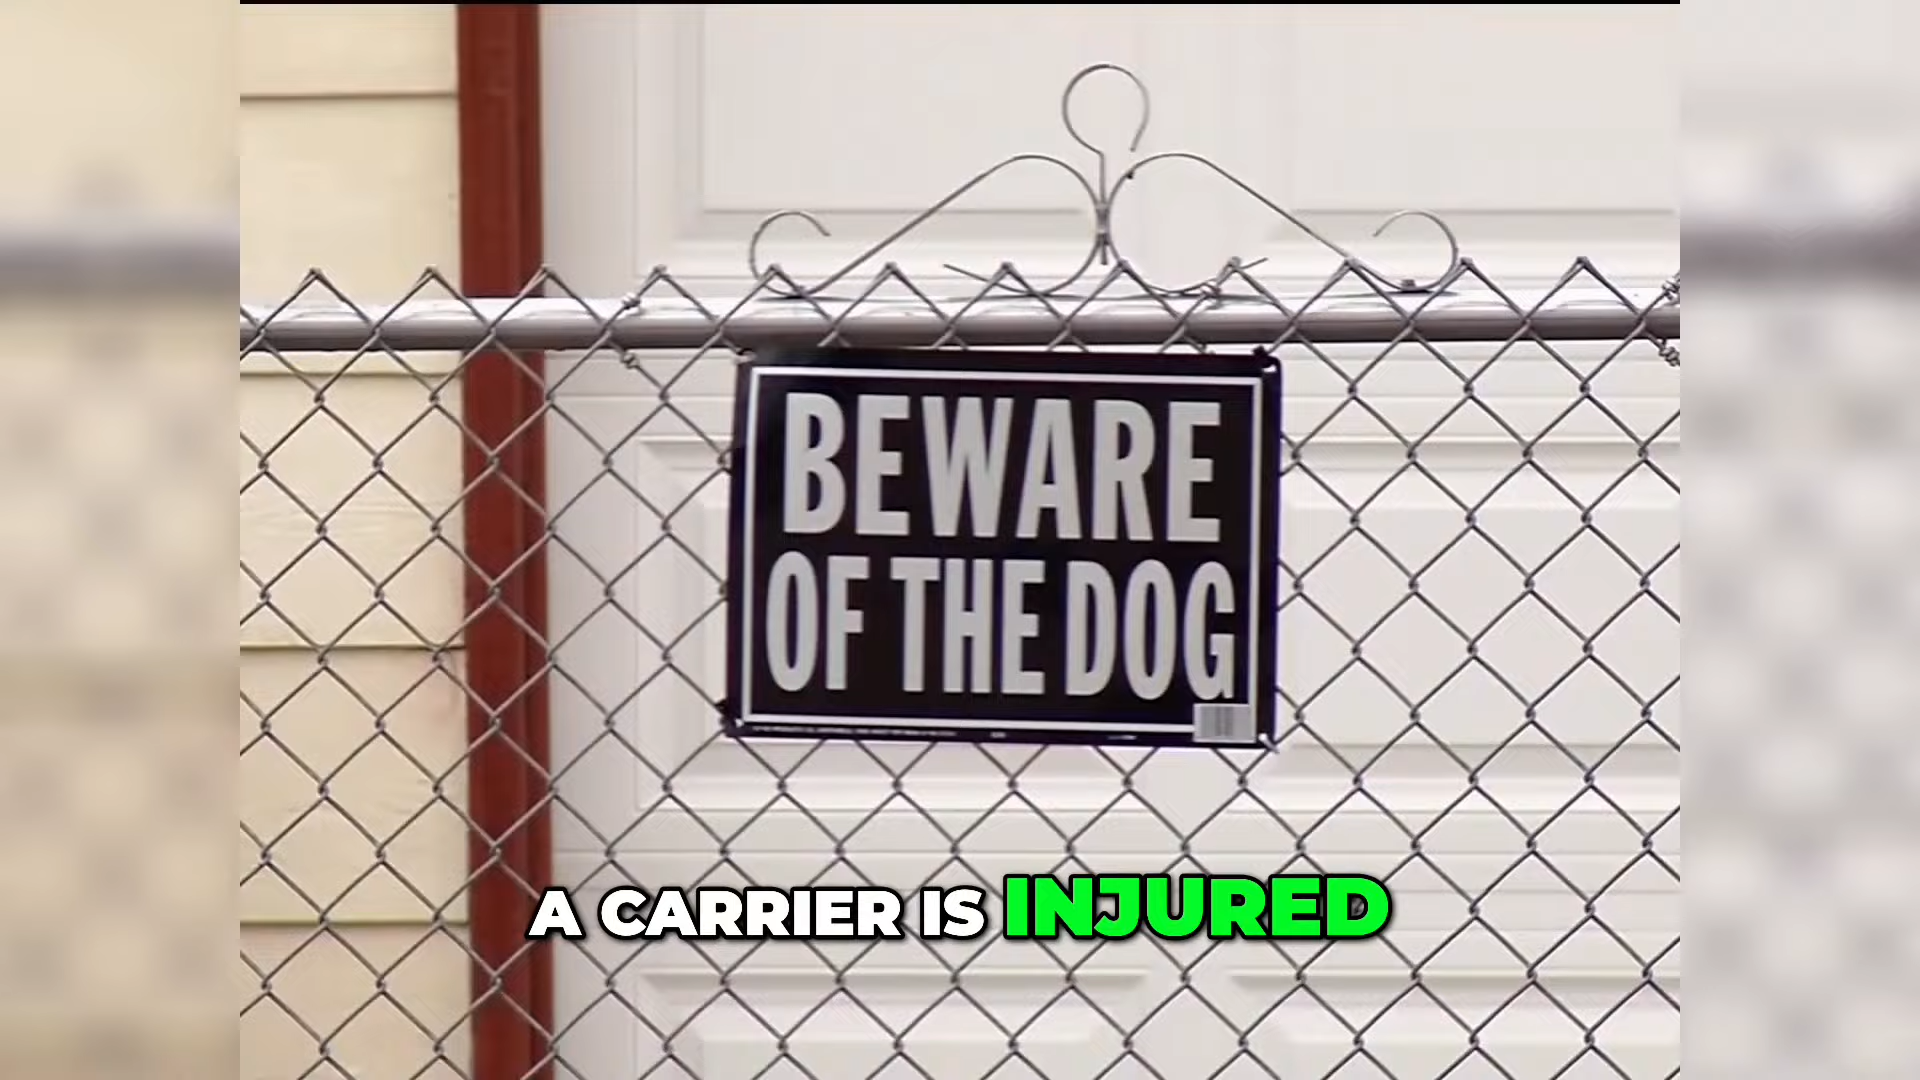 BEWARE
OF THE DOG
A CARRIER IS INJURED